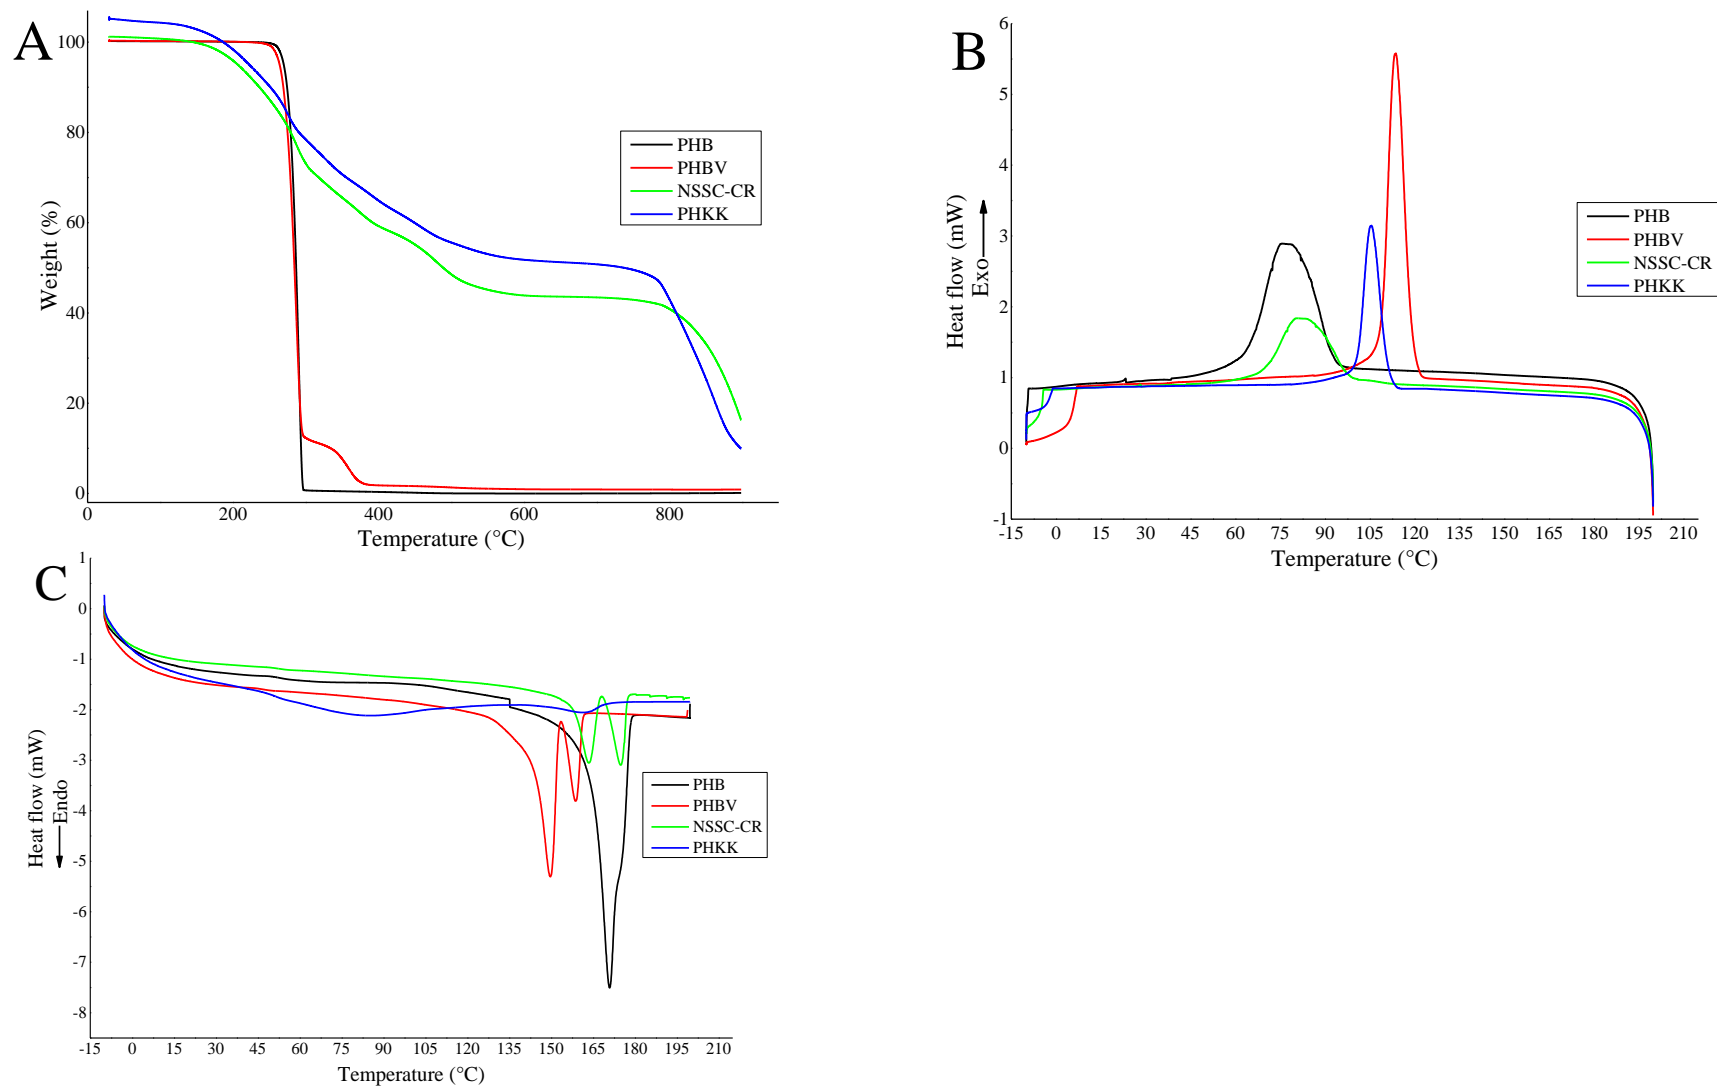 A
100
80
60
40
20
0
Weight (%)
0 200 400 600 800
Temperature (°C)
PHB
PHBV
NSSC-CR
PHKK
B
6
5
4
3
2
1
0
-1
Heat flow (mW)
Exo
-15 0 15 30 45 60 75 90 105 120 135 150 165 180 195 210
Temperature (°C)
PHB
PHBV
NSSC-CR
PHKK
C
1
0
-1
-2
-3
-4
-5
-6
-7
-8
Heat flow (mW)
Endo
-15 0 15 30 45 60 75 90 105 120 135 150 165 180 195 210
Temperature (°C)
PHB
PHBV
NSSC-CR
PHKK